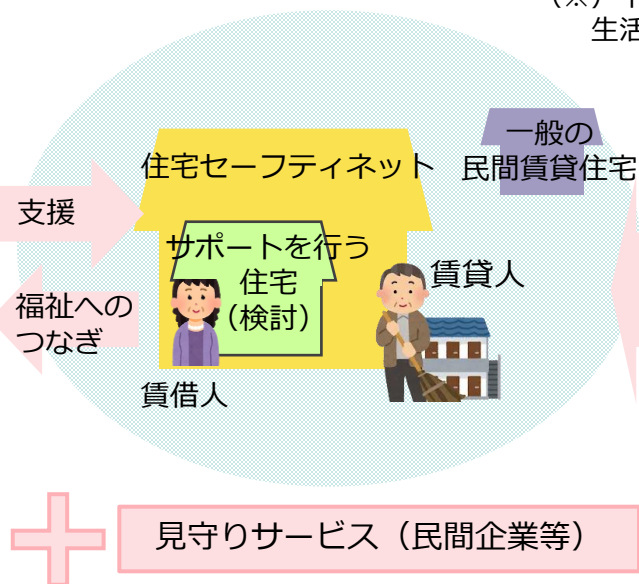 生活
一般の
民間賃貸住宅
住宅セーフティネット
支援
サポートを行う
住宅
（検討）
賃貸人
福祉への
つなぎ
賃借人
見守りサービス（民間企業等）